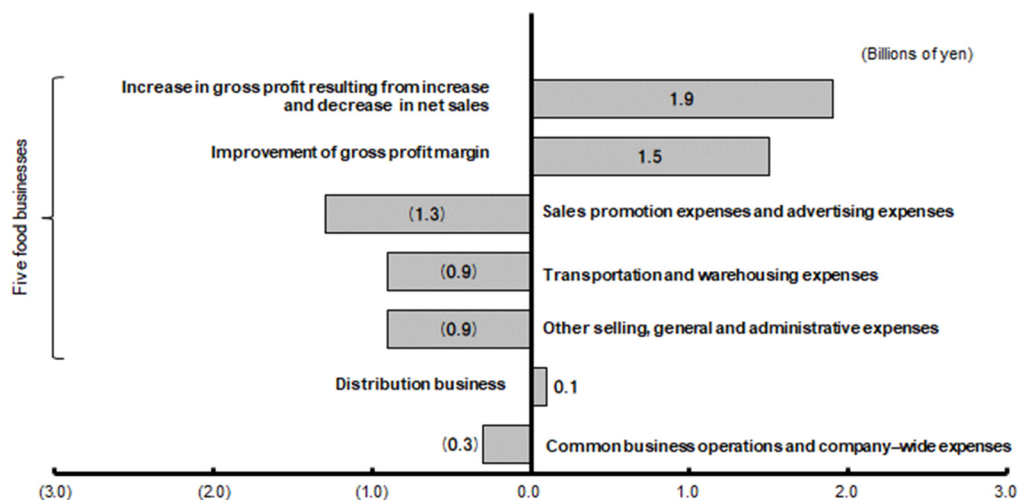 (Billions of yen)
Five food businesses
Increase in gross profit resulting from increase
and decrease in net sales
1.9
Improvement of gross profit margin
1.5
(1.3)
Sales promotion expenses and advertising expenses
(0.9)
Transportation and warehousing expenses
(0.9)
Other selling, general and administrative expenses
Distribution business
0.1
(0.3)
Common business operations and company–wide expenses
(3.0) (2.0) (1.0) 0.0 1.0 2.0 3.0